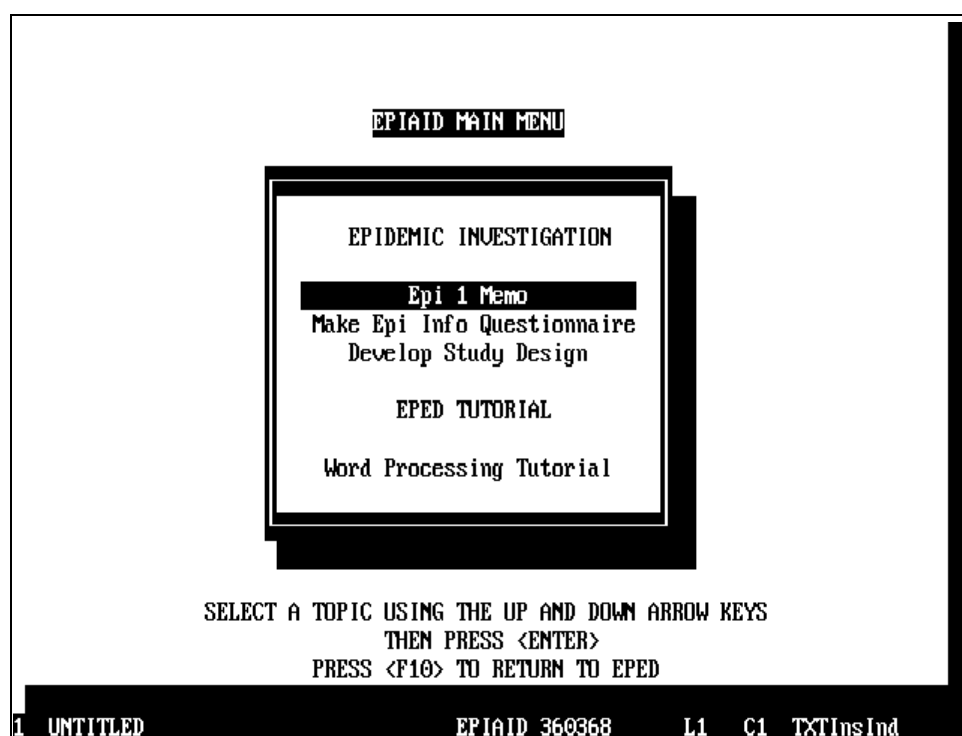 EPIAID MAIN MENU
EPIDEMIC INVESTIGATION
Epi 1 Memo
Make Epi Info Questionnaire
Develop Study Design
EPED TUTORIAL
Word Processing Tutorial
SELECT A TOPIC USING THE UP AND DOWN ARROW KEYS
THEN PRESS <ENTER>
PRESS <F10> TO RETURN TO EPED
1 UNTITLED EPIAID 360368 L1 C1 TXTInsInd